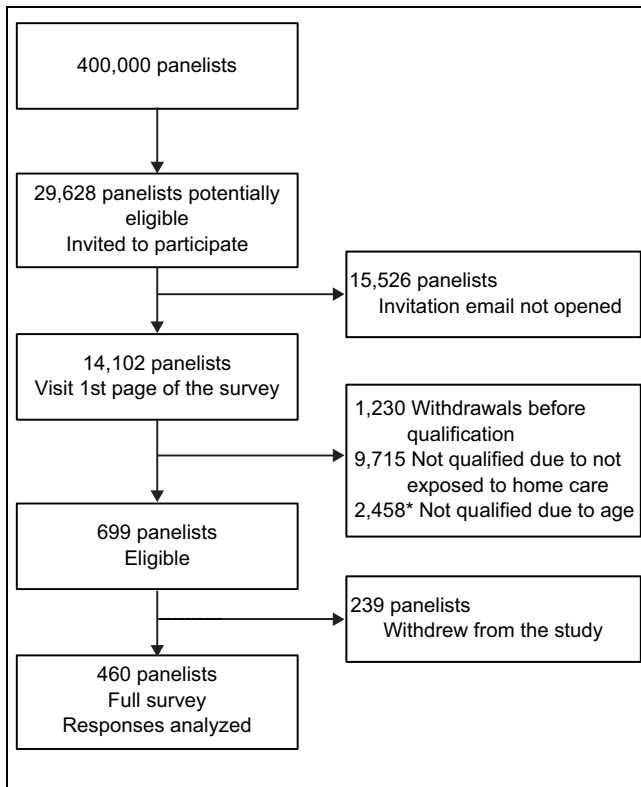 400,000 panelists
29,628 panelists potentially
eligible
Invited to participate
15,526 panelists
Invitation email not opened
14,102 panelists
Visit 1st page of the survey
1,230 Withdrawals before
qualification
9,715 Not qualified due to not
exposed to home care
2,458* Not qualified due to age
699 panelists
Eligible
239 panelists
Withdrew from the study
460 panelists
Full survey
Responses analyzed